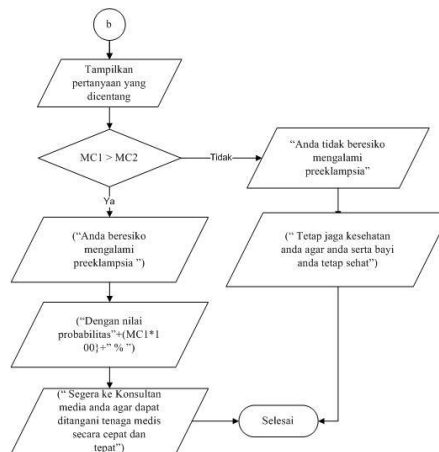 b
Tampilkan
pertanyaan yang
dicentang
MC1 > MC2
Tidak
“Anda tidak beresiko
mengalami
preeklampsia”
Ya
(“Anda beresiko
mengalami
preeklampsia ”)
(“ Tetap jaga kesehatan
anda agar anda serta bayi
anda tetap sehat”)
(“Dengan nilai
probabilitas”+(MC1*1
00}+” % ”)
(“ Segera ke Konsultan
media anda agar dapat
ditangani tenaga medis
secara cepat dan
tepat”)
Selesai